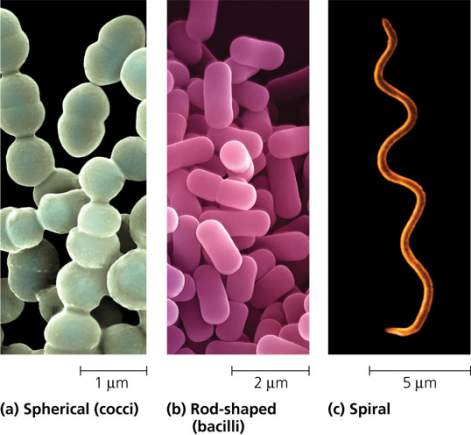 1 μm
2 μm
5 μm
(a) Spherical (cocci)
(b) Rod-shaped
(bacilli)
(c) Spiral